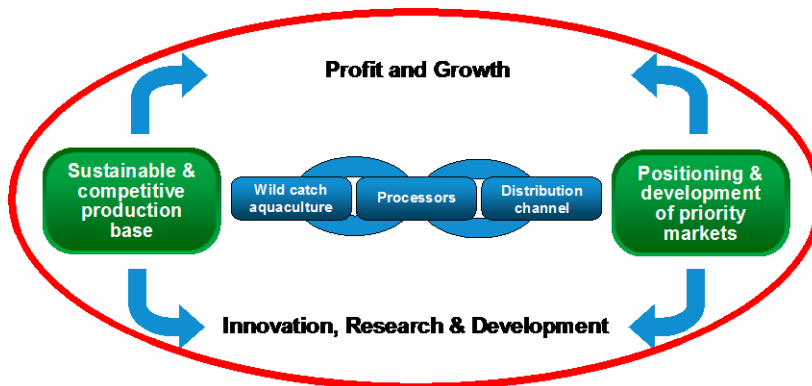 Profit and Growth
Sustainable &
competitive
production
base
Wild catch
aquaculture
Processors
Distribution
channel
Positioning &
development
of priority
markets
Innovation, Research & Development